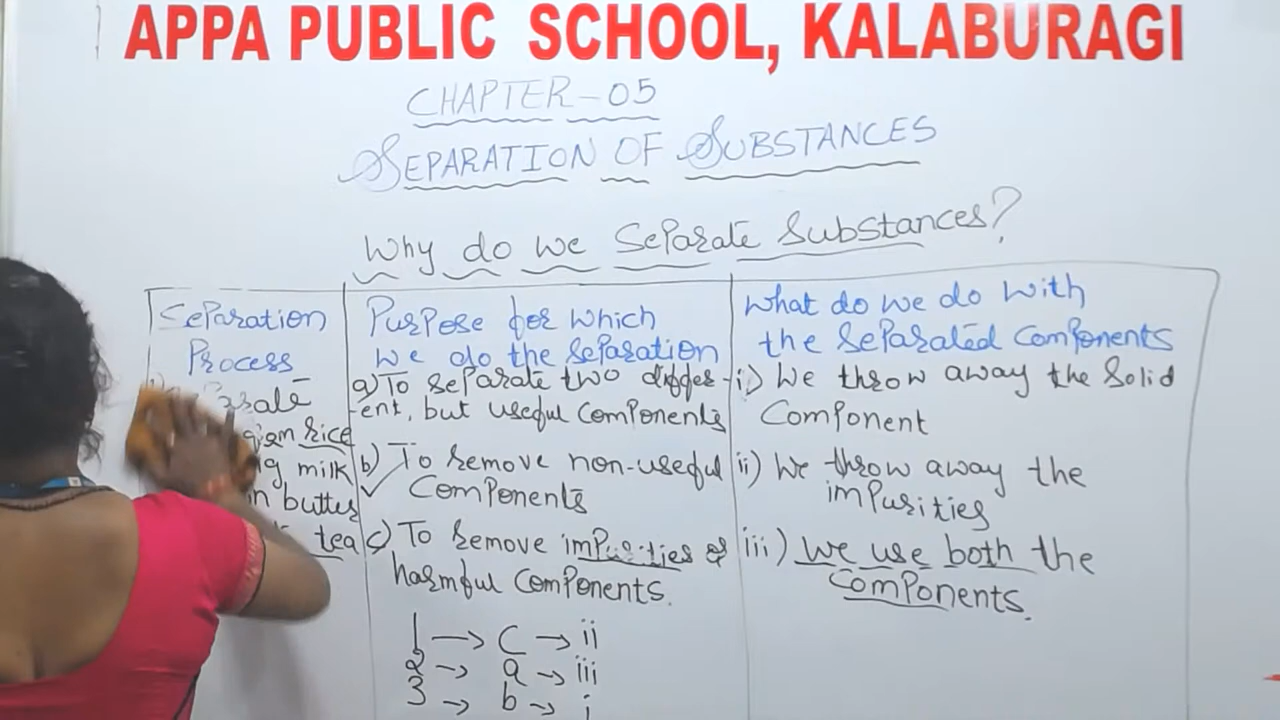 APPA PUBLIC SCHOOL, KALABURAGI
CHAPTER-05
SEPARATION OF SUBSTANCES
Why do we separate substances?
Separation
Process
rice
milk
butter
tea
Purpose for which
we do the separation
a) To separate two differ-
-ent, but useful components
b) To remove non-useful
components
c) To remove impurities or
harmful components.
1 → c → ii
2 → a → iii
3 → b → i
What do we do with
the separated components
i) We throw away the solid
component
ii) We throw away the
impurities
iii) we use both the
components.